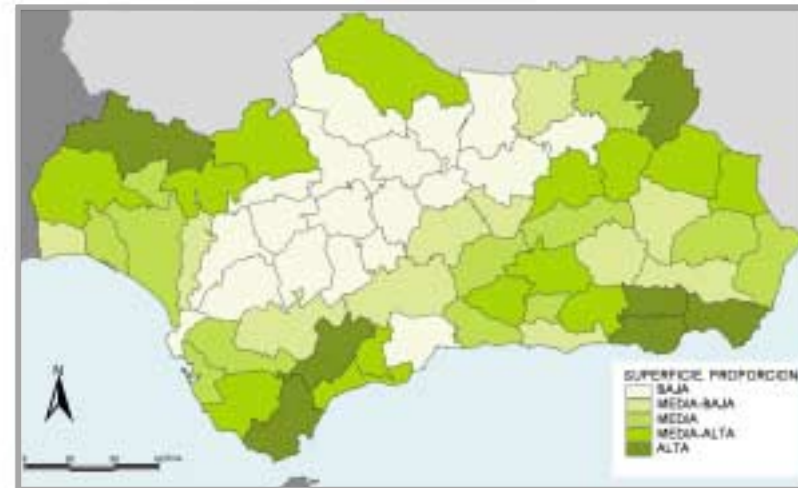 N
SUPERFICIE PROPORCION
BAJA
MEDIA-BAJA
MEDIA
MEDIA-ALTA
ALTA